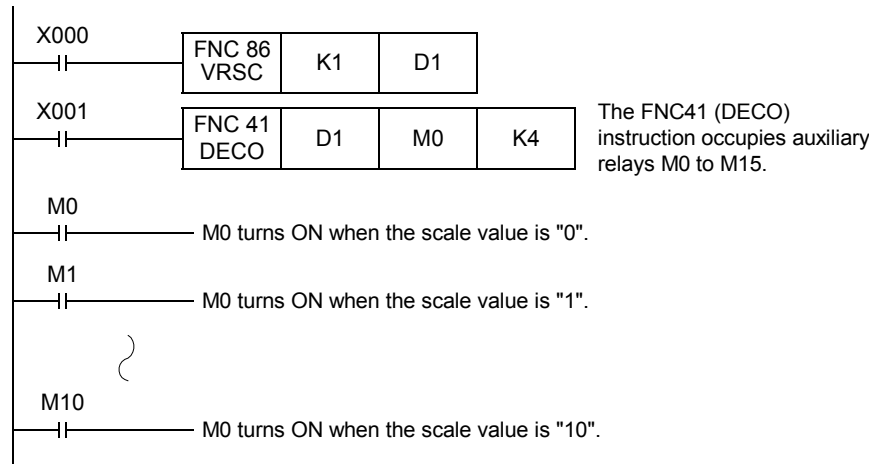 X000
FNC 86
VRSC
K1
D1
X001
FNC 41
DECO
D1
M0
K4
The FNC41 (DECO)
instruction occupies auxiliary
relays M0 to M15.
M0
M0 turns ON when the scale value is "0".
M1
M0 turns ON when the scale value is "1".
M10
M0 turns ON when the scale value is "10".